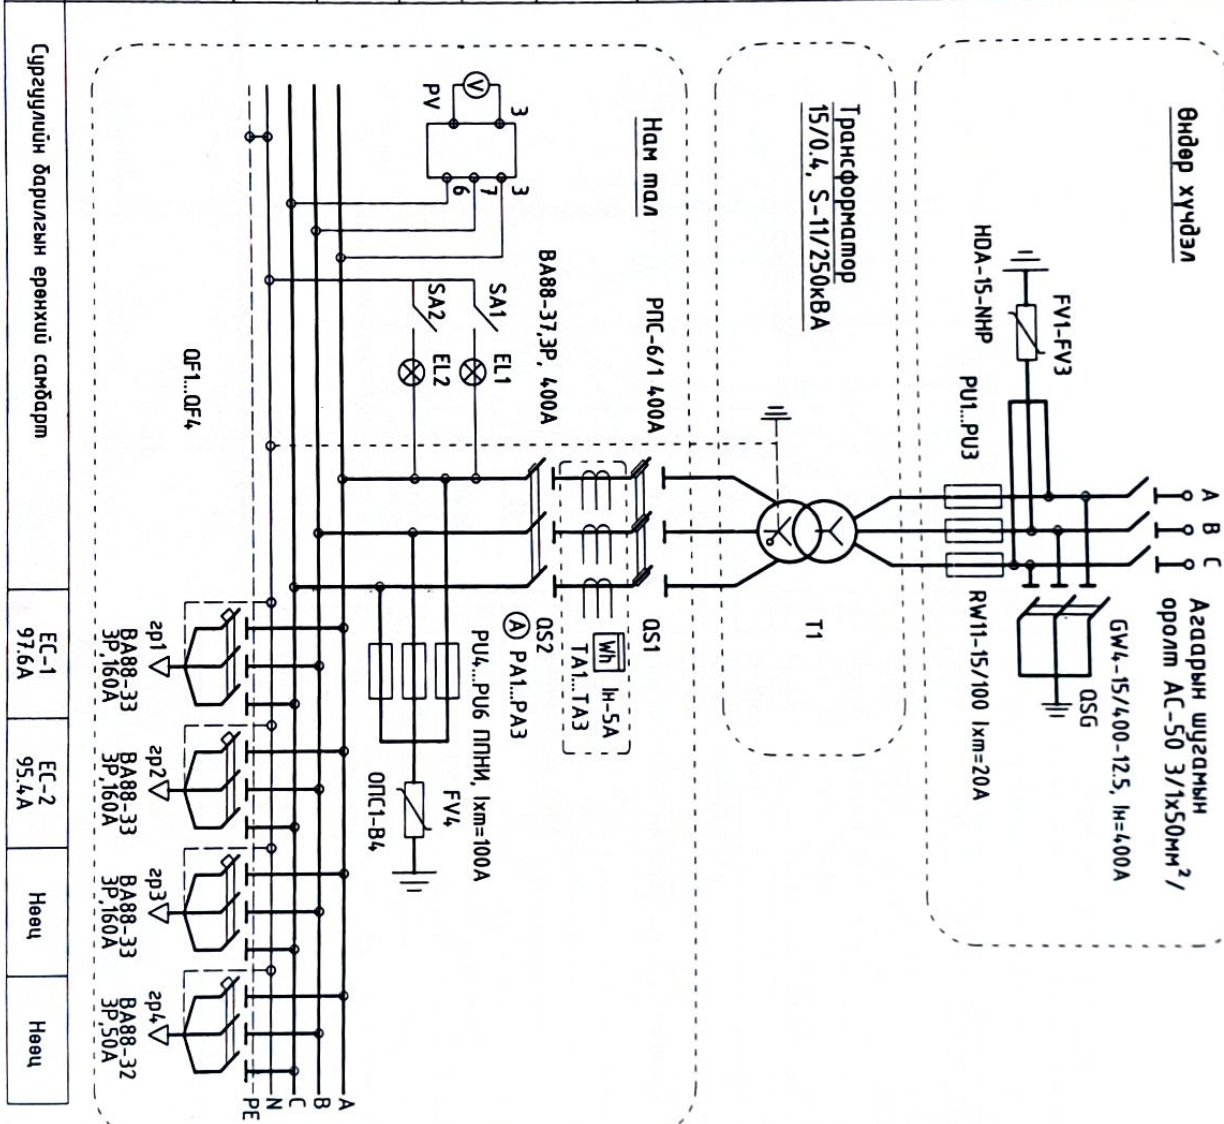 Өндөр хүчдэл
A
B
C
Агаарын шугамын
оролт АС-50 3/1x50мм²/
FV1-FV3
HDA-15-NHP
GW4-15/400-12.5, Iн=400А
QSG
PU1...PU3
RW11-15/100 Iхт=20А
Трансформатор
15/0.4, S-11/250кВА
T1
Нам тал
РПС-6/1 400А
QS1
Wh
Iн-5А
ТА1...ТА3
ВА88-37,3Р, 400А
QS2
A
РА1...РА3
V
PV
3
3
7
6
SA1
SA2
EL1
EL2
PU4...PU6 ППНИ, Iхт=100А
FV4
ОПС1-В4
A
B
C
N
PE
QF1...QF4
гр1
ВА88-33
3Р,160А
гр2
ВА88-33
3Р,160А
гр3
ВА88-33
3Р,160А
гр4
ВА88-32
3Р,50А
Сургуулийн барилгын ерөнхий самбарт
ЕС-1
97.6А
ЕС-2
95.4А
Нөөц
Нөөц